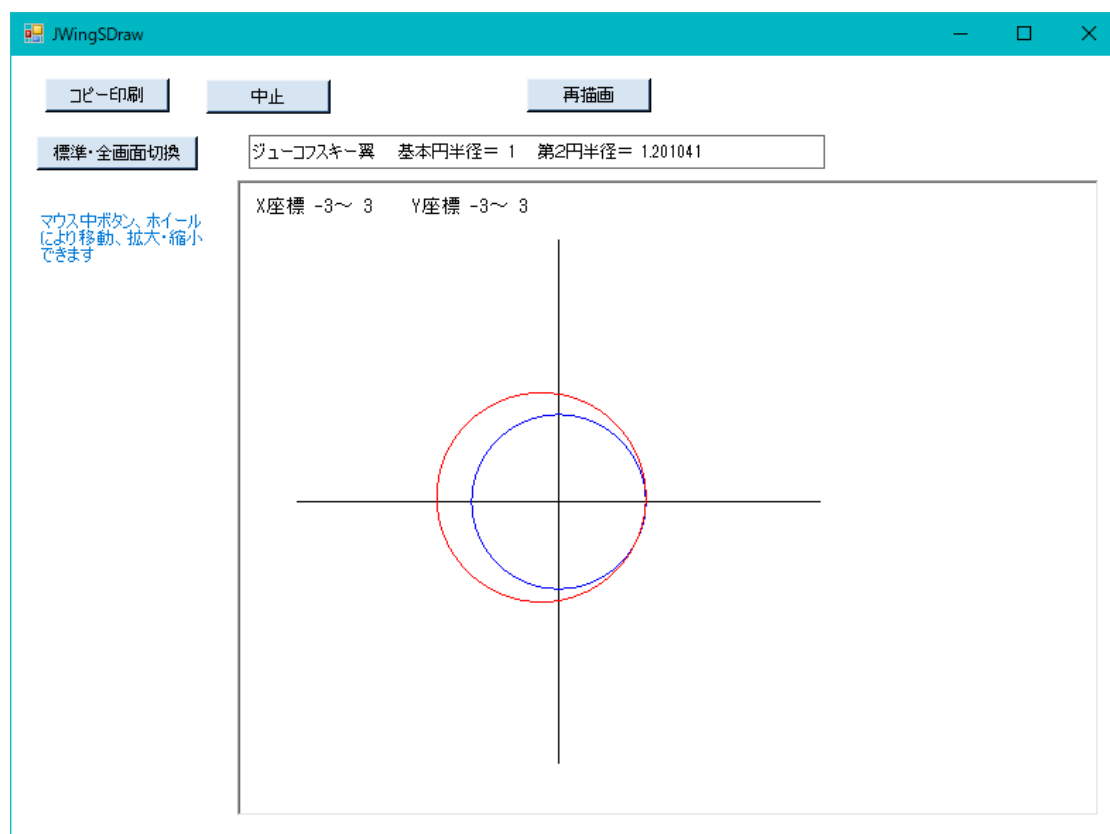 JWingSDraw
コピー印刷 中止 再描画
標準・全画面切換 ジューコフスキー翼 基本円半径＝ 1 第2円半径＝ 1.201041
X座標 -3～ 3 Y座標 -3～ 3
マウス中ボタン、ホイール
により移動、拡大・縮小
できます